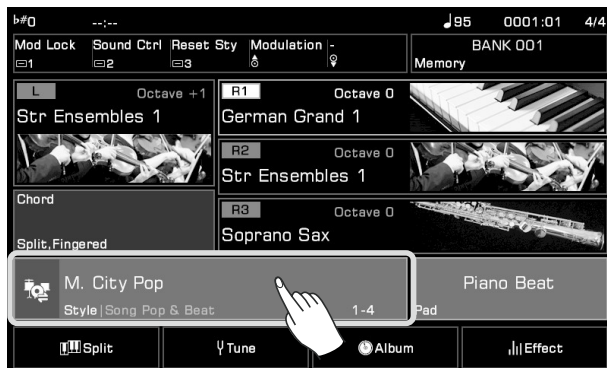 ♭#0 --:-- ♩95 0001:01 4/4
Mod Lock Sound Ctrl Reset Sty Modulation - BANK 001
1 2 3 Memory
L Octave +1 R1 Octave 0
Str Ensembles 1 German Grand 1
R2 Octave 0
Str Ensembles 1
Chord R3 Octave 0
Split,Fingered Soprano Sax
M. City Pop Piano Beat
Style|Song Pop & Beat 1-4 Pad
Split Tune Album Effect